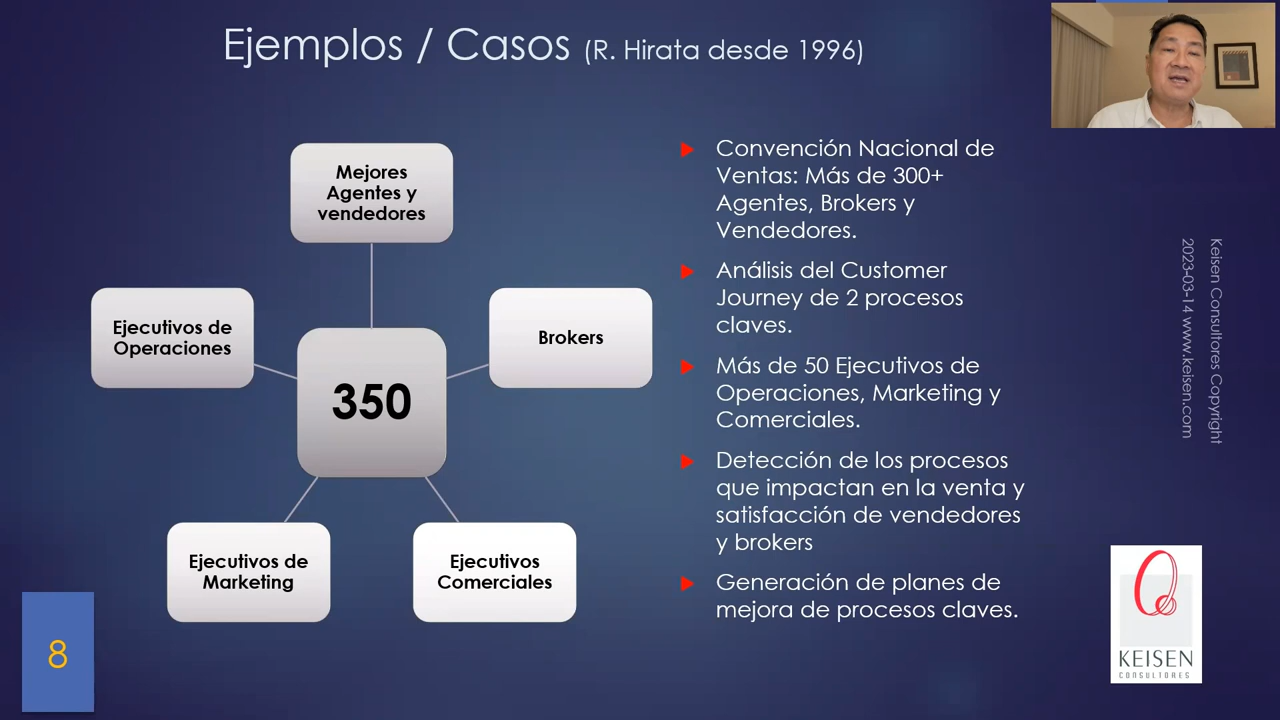 Ejemplos / Casos (R. Hirata desde 1996)
Mejores
Agentes y
vendedores
Ejecutivos de
Operaciones
Brokers
350
Ejecutivos de
Marketing
Ejecutivos
Comerciales
Convención Nacional de
Ventas: Más de 300+
Agentes, Brokers y
Vendedores.
Análisis del Customer
Journey de 2 procesos
claves.
Más de 50 Ejecutivos de
Operaciones, Marketing y
Comerciales.
Detección de los procesos
que impactan en la venta y
satisfacción de vendedores
y brokers
Generación de planes de
mejora de procesos claves.
Keisen Consultores Copyright
2023-03-14 www.keisen.com
KEISEN
CONSULTORES
8